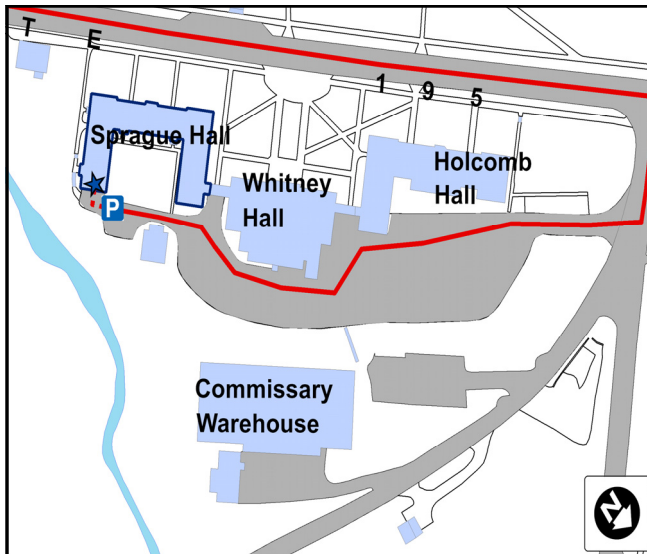 T E
1 9 5
Sprague Hall
Holcomb
Hall
Whitney
Hall
P
Commissary
Warehouse
N